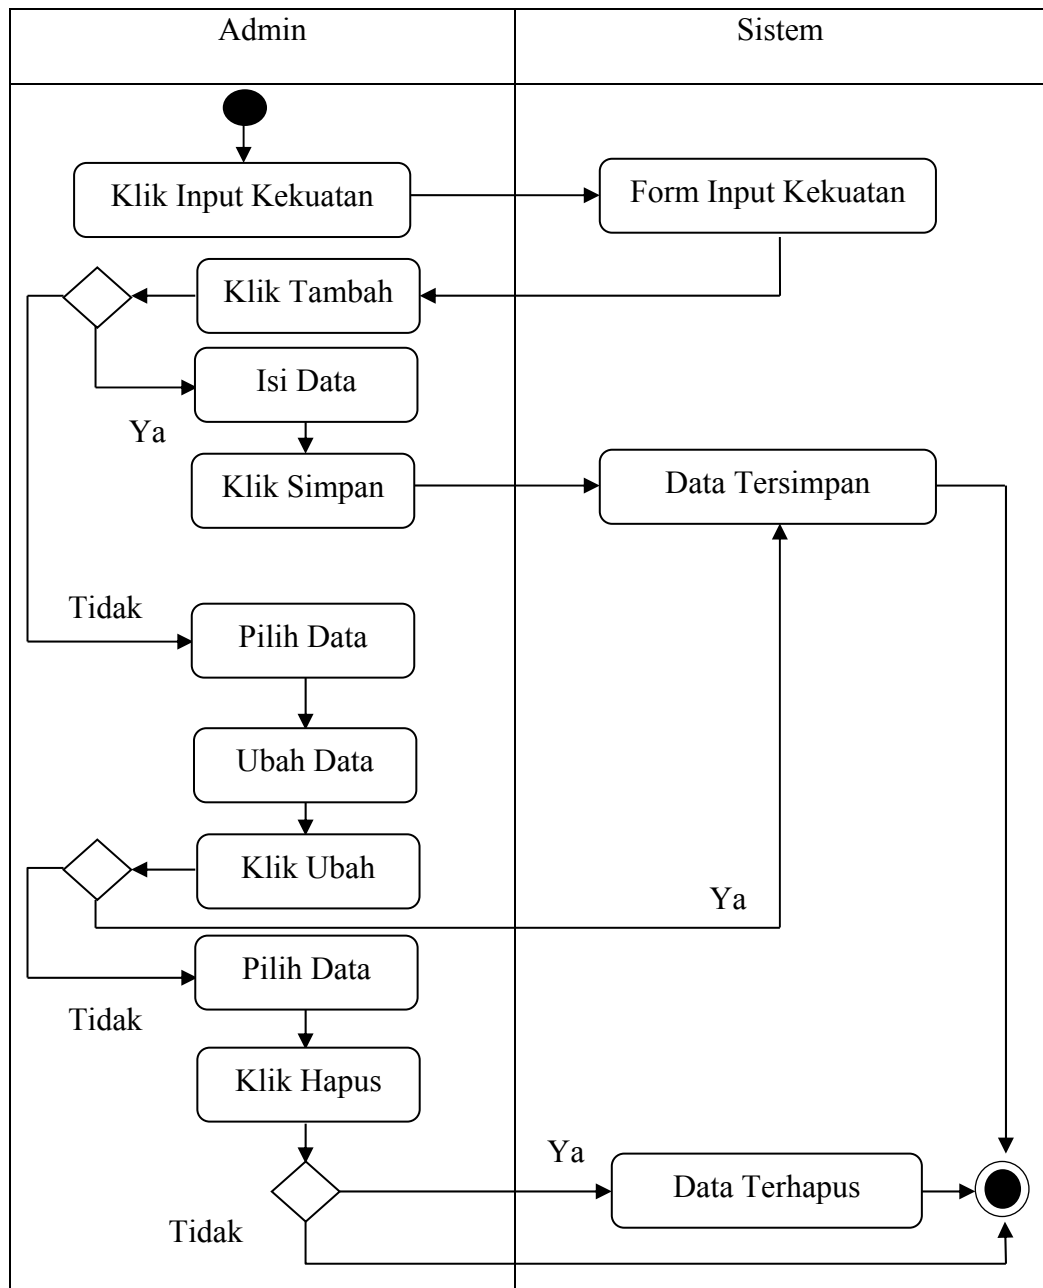 Admin
Sistem
Klik Input Kekuatan
Form Input Kekuatan
Klik Tambah
Isi Data
Ya
Klik Simpan
Data Tersimpan
Tidak
Pilih Data
Ubah Data
Klik Ubah
Ya
Pilih Data
Tidak
Klik Hapus
Ya
Data Terhapus
Tidak